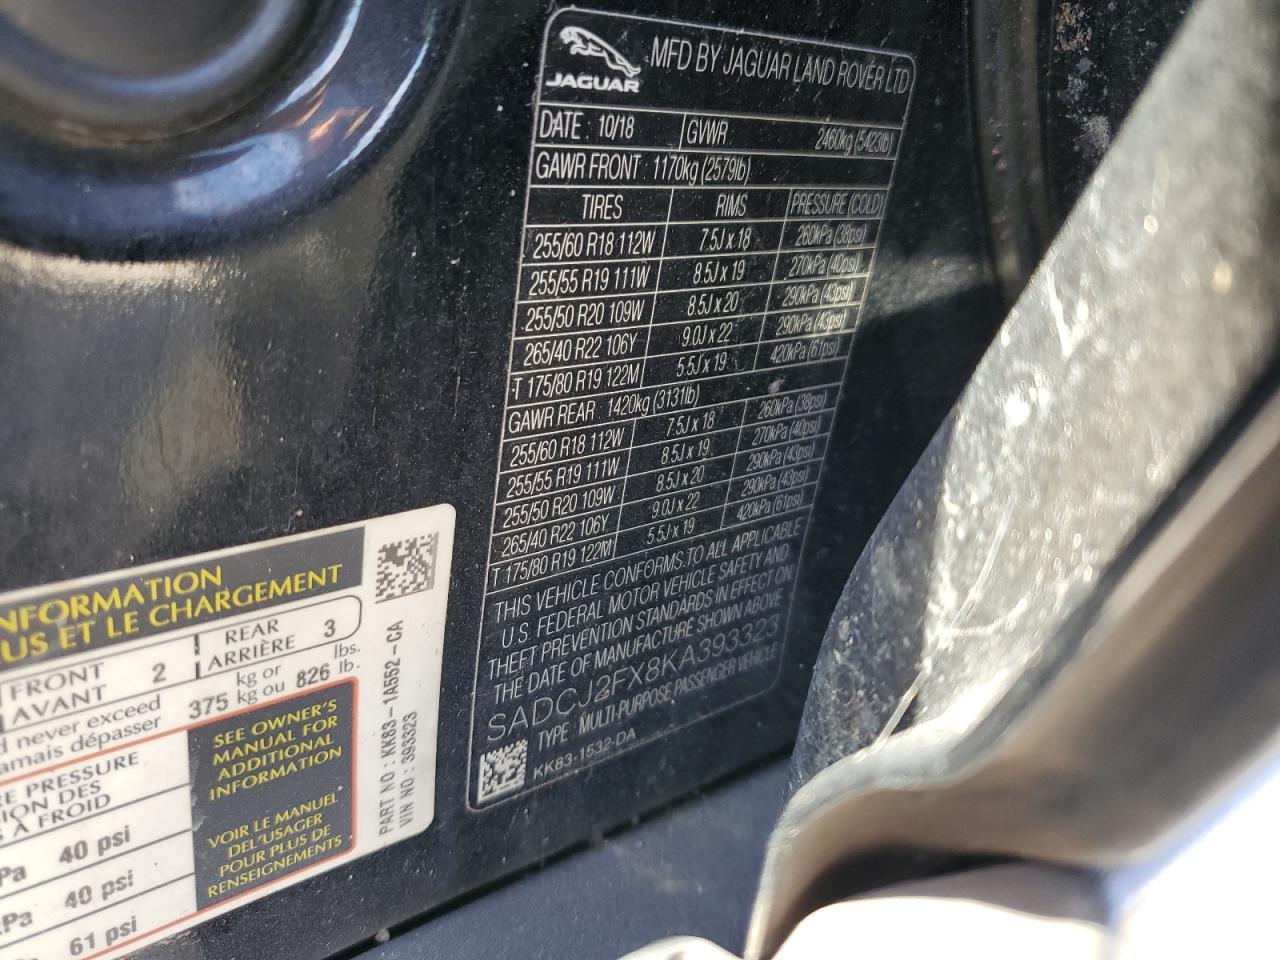 JAGUAR
MFD BY JAGUAR LAND ROVER LTD
DATE : 10/18 GVWR 2460kg (5423lb)
GAWR FRONT : 1170kg (2579lb)
TIRES RIMS PRESSURE (COLD)
255/60 R18 112W 7.5J x 18 260kPa (38psi)
255/55 R19 111W 8.5J x 19 270kPa (40psi)
255/50 R20 109W 8.5J x 20 290kPa (43psi)
265/40 R22 106Y 9.0J x 22 290kPa (43psi)
T 175/80 R19 122M 5.5J x 19 420kPa (61psi)
GAWR REAR : 1420kg (3131lb)
255/60 R18 112W 7.5J x 18 260kPa (38psi)
255/55 R19 111W 8.5J x 19 270kPa (40psi)
255/50 R20 109W 8.5J x 20 290kPa (43psi)
265/40 R22 106Y 9.0J x 22 290kPa (43psi)
T 175/80 R19 122M 5.5J x 19 420kPa (61psi)
THIS VEHICLE CONFORMS TO ALL APPLICABLE
U.S. FEDERAL MOTOR VEHICLE SAFETY AND
THEFT PREVENTION STANDARDS IN EFFECT ON
THE DATE OF MANUFACTURE SHOWN ABOVE
SADCJ2FX8KA393323
TYPE : MULTI-PURPOSE PASSENGER VEHICLE
KK83-1532-DA
NFORMATION
US ET LE CHARGEMENT
FRONT 2 REAR 3
AVANT ARRIÈRE
d never exceed 375 kg or 826 lbs.
amais dépasser kg ou lb.
RE PRESSURE
ION DES
À FROID
Pa 40 psi
kPa 40 psi
61 psi
SEE OWNER'S
MANUAL FOR
ADDITIONAL
INFORMATION
VOIR LE MANUEL
DEL'USAGER
POUR PLUS DE
RENSEIGNEMENTS
PART NO : KK83-1A552-CA
VIN NO : 393323